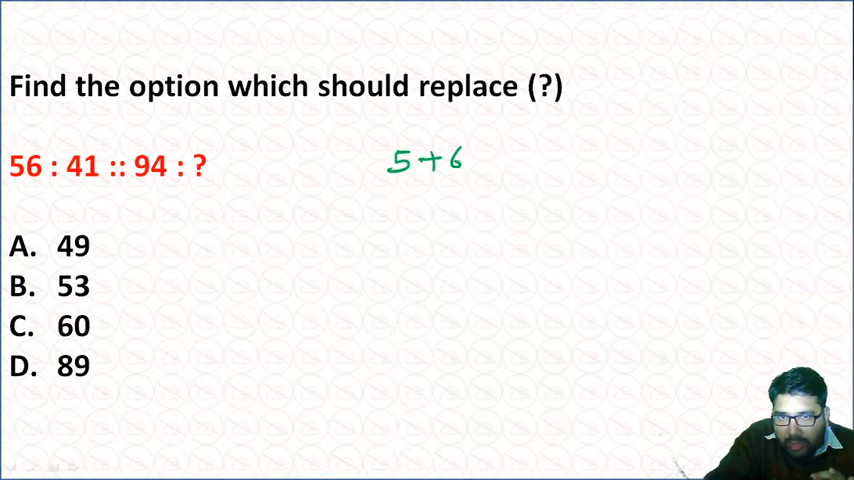 Find the option which should replace (?)
56 : 41 :: 94 : ?
5+6
A. 49
B. 53
C. 60
D. 89